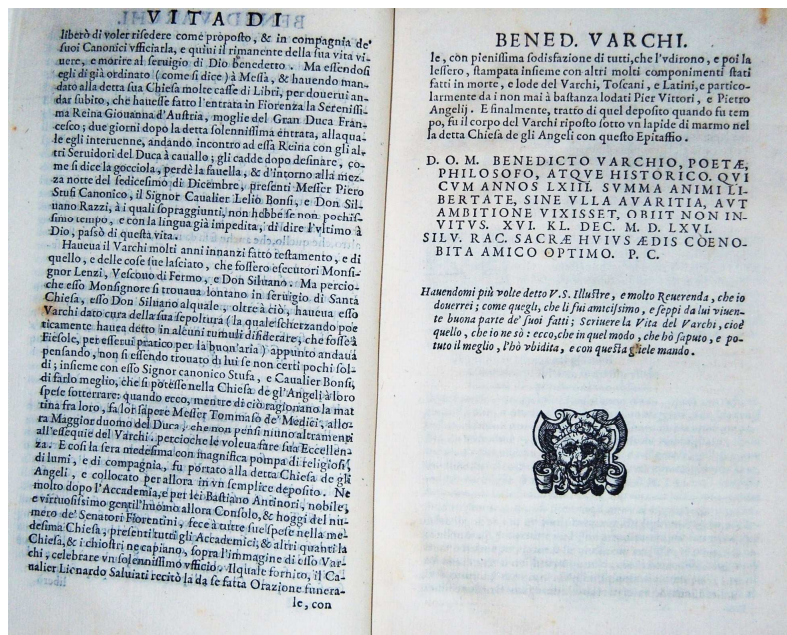 VITA DI
liberò di voler risedere come proposto, & in compagnia de'
suoi Canonici vfficiarla, e quiui il rimanente della sua vita vi-
uere, e morire al seruigio di Dio benedetto. Ma essendosi
egli di già ordinato (come si dice) à Messa, & hauendo man-
dato alla detta sua Chiesa molte casse di Libri, per douerui an-
dar subito, che hauesse fatto l'entrata in Fiorenza la Serenissi-
ma Reina Giouanna d'Austria, moglie del Gran Duca Fran-
cesco; due giorni dopo la detta solennissima entrata, allaqua-
le egli interuenne, andando incontro ad essa Reina con gli al-
tri Seruidori del Duca à cauallo; gli cadde dopo desinare, co-
me si dice la gocciola, perdè la fauella, & d'intorno alla mez-
za notte del sedicesimo di Dicembre, presenti Messer Piero
Stufi Canonico, il Signor Caualier Lelio Bonsi, e Don Sil-
uano Razzi, à i quali sopraggiunti, non hebbe se non pochis-
simo tempo, e con la lingua già impedita, di dire l'vltimo à
Dio, passò di questa vita.
Haueua il Varchi molti anni innanzi fatto testamento, e di
quello, e delle cose sue lasciato, che fossero esecutori Monsi-
gnor Lenzi, Vescouo di Fermo, e Don Siluano. Ma percio-
che esso Monsignore si trouaua lontano in seruigio di Santa
Chiesa, esso Don Siluano alquale, oltre à ciò, haueua esso
Varchi dato cura della sua sepoltura (la quale scherzando poe
ticamente hauea detto in alcuni tumuli disiderare, che fosse à
Fiesole, per esserui pratico per la buon'aria) appunto andaua
pensando, non si essendo trouato di lui se non certi pochi sol-
di; insieme con esso Signor canonico Stufa, e Caualier Bonsi,
di farlo meglio, che si potesse nella Chiesa de gl'Angeli à loro
spese sotterrare: quando ecco, mentre di ciò ragionano la mat
tina fra loro, fa lor sapere Messer Tommaso de' Medici, allo-
ra Maggiorduomo del Duca, che non pensi niuno altramenti
all'essequie del Varchi, percioche le voleua fare sua Eccellen-
za. E così la sera medesima con magnifica pompa di religiosi,
di lumi, e di compagnia, fu portato alla detta Chiesa de gli
Angeli, e collocato per allora in vn semplice deposito. Ne
molto dopo l'Accademia, e per lei Bastiano Antinori, nobile,
e virtuosissimo gentil'huomo allora Consolo, & hoggi del nu-
mero de' Senatori Fiorentini, fece à tutte sue spese nella me-
desima Chiesa, presenti tutti gli Accademici, & altri quanti la
Chiesa, & i chiostri ne capiano, sopra l'immagine di esso Var-
chi, celebrare vn solennissimo vfficio. Ilquale fornito, il Ca-
ualier Lionardo Saluiati recitò la da se fatta Orazione funera-
le, con
BENED. VARCHI.
le, con pienissima sodisfazione di tutti, che l'vdirono, e poi la
lessero, stampata insieme con altri molti componimenti stati
fatti in morte, e lode del Varchi, Toscani, e Latini, e particu-
larmente da i non mai à bastanza lodati Pier Vittori, e Pietro
Angelij. E finalmente, tratto di quel deposito quando fu tem
po, fu il corpo del Varchi riposto sotto vn lapide di marmo nel
la detta Chiesa de gli Angeli con questo Epitaffio.
D. O. M. BENEDICTO VARCHIO, POETÆ,
PHILOSOFO, ATQVE HISTORICO. QVI
CVM ANNOS LXIII. SVMMA ANIMI LI-
BERTATE, SINE VLLA AVARITIA, AVT
AMBITIONE VIXISSET, OBIIT NON IN-
VITVS. XVI. KL. DEC. M. D. LXVI.
SILV. RAC. SACRÆ HVIVS ÆDIS COENO-
BITA AMICO OPTIMO. P. C.
Hauendomi più volte detto V.S. Illustre, e molto Reuerenda, che io
douerrei; come quegli, che li fui amicissimo, e seppi da lui viuen-
te buona parte de' suoi fatti; Scriuere la Vita del Varchi, cioè
quello, che io ne sò: ecco, che in quel modo, che hò saputo, e po-
tuto il meglio, l'hò vbidita, e con questa gliele mando.